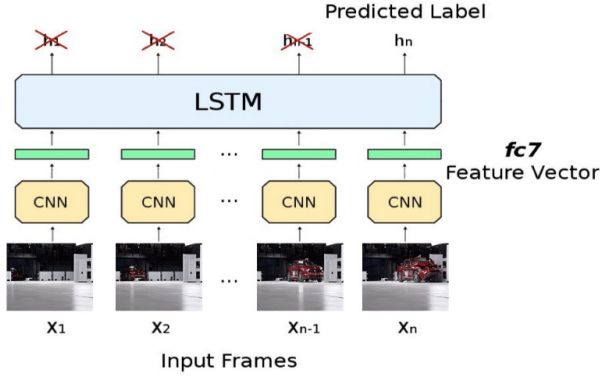 Predicted Label
h1 h2 hn-1 hn
LSTM
...
fc7
Feature Vector
CNN CNN ... CNN CNN
...
x1 x2 xn-1 xn
Input Frames